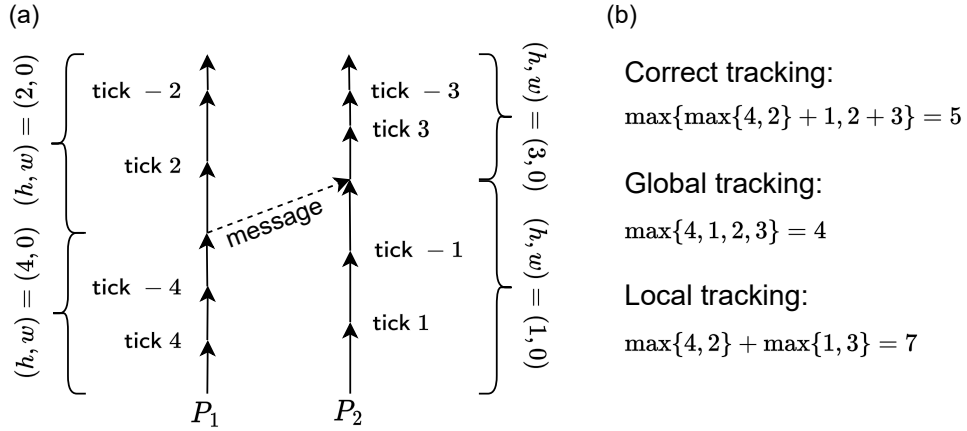 (a)
(b)
(h, w) = (2, 0)
(h, w) = (4, 0)
tick − 2
tick 2
tick − 4
tick 4
message
tick − 3
tick 3
tick − 1
tick 1
(h, w) = (3, 0)
(h, w) = (1, 0)
P₁
P₂
Correct tracking:
max{max{4, 2} + 1, 2 + 3} = 5
Global tracking:
max{4, 1, 2, 3} = 4
Local tracking:
max{4, 2} + max{1, 3} = 7